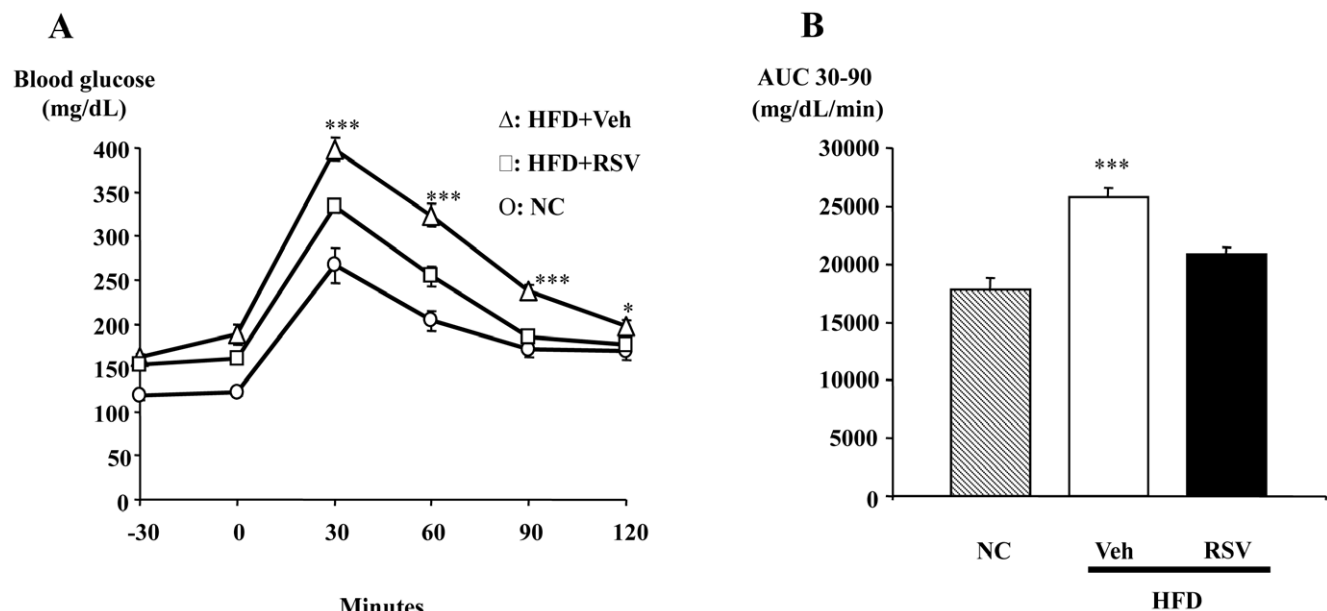 A
Blood glucose
(mg/dL)
Δ: HFD+Veh
□: HFD+RSV
O: NC
***
***
***
*
400
350
300
250
200
150
100
50
0
-30 0 30 60 90 120
Minutes
B
AUC 30-90
(mg/dL/min)
30000
25000
20000
15000
10000
5000
0
***
NC Veh RSV
HFD